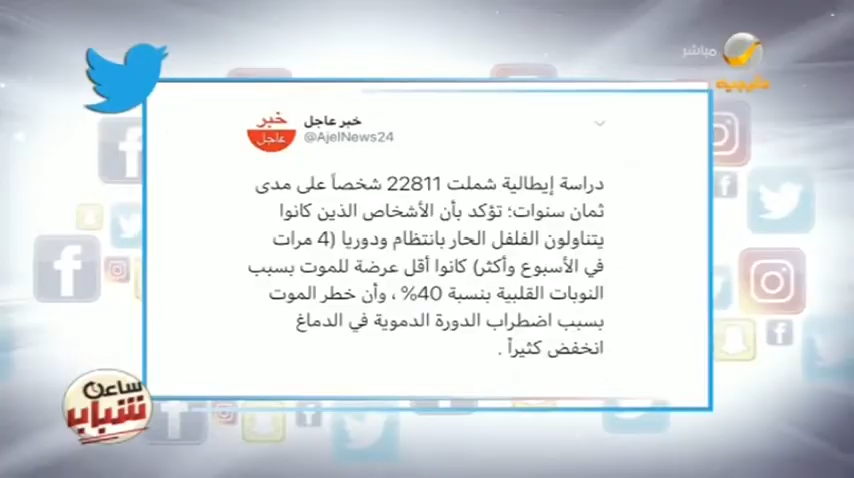 مباشر
خليجية
خبر عاجل
@AjelNews24
خبر
عاجل
دراسة إيطالية شملت 22811 شخصاً على مدى
ثمان سنوات؛ تؤكد بأن الأشخاص الذين كانوا
يتناولون الفلفل الحار بانتظام ودوريا (4 مرات
في الأسبوع وأكثر) كانوا أقل عرضة للموت بسبب
النوبات القلبية بنسبة 40% ، وأن خطر الموت
بسبب اضطراب الدورة الدموية في الدماغ
انخفض كثيراً .
ساعة
شباب